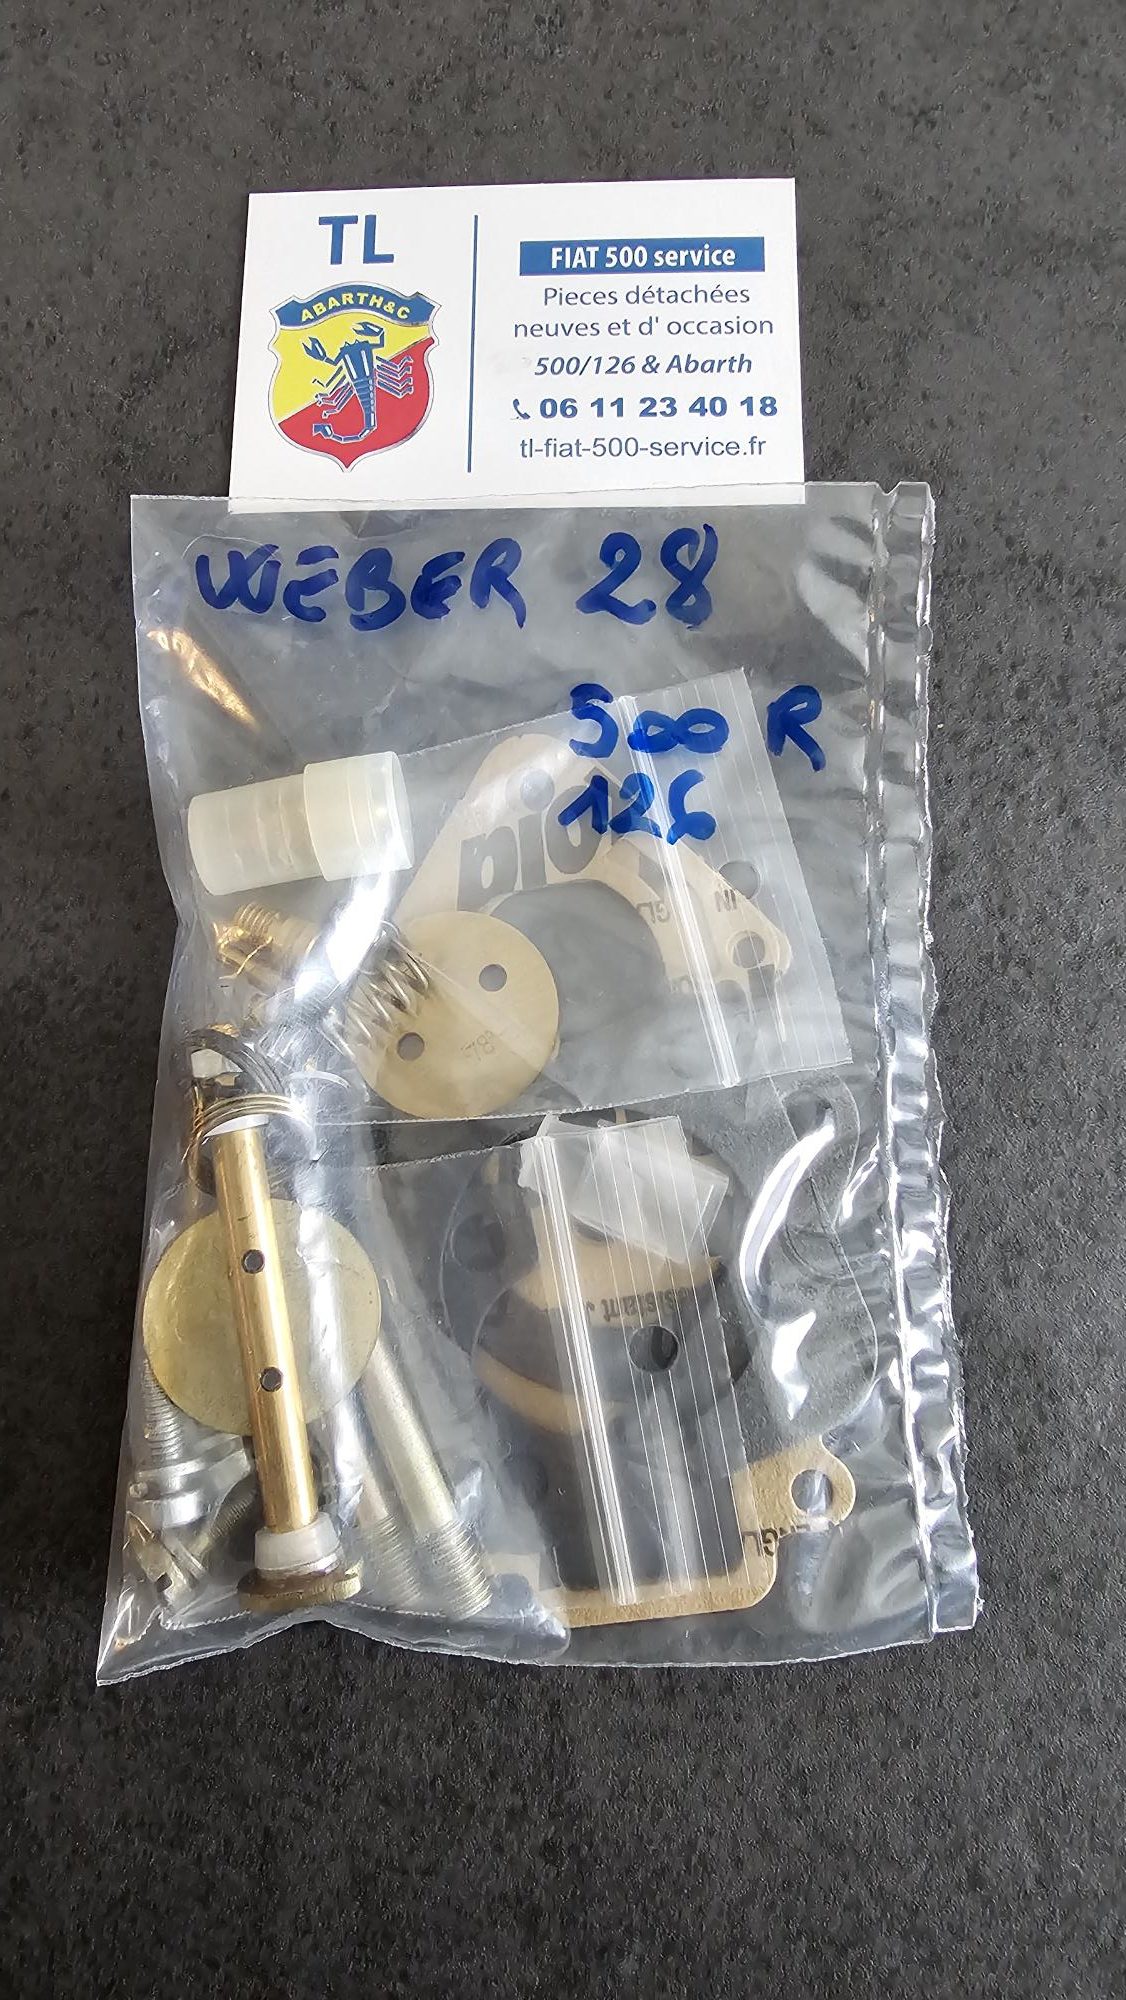 TL
ABARTH&C
FIAT 500 service
Pieces détachées
neuves et d' occasion
500/126 & Abarth
06 11 23 40 18
tl-fiat-500-service.fr
WEBER 28
500 R
126